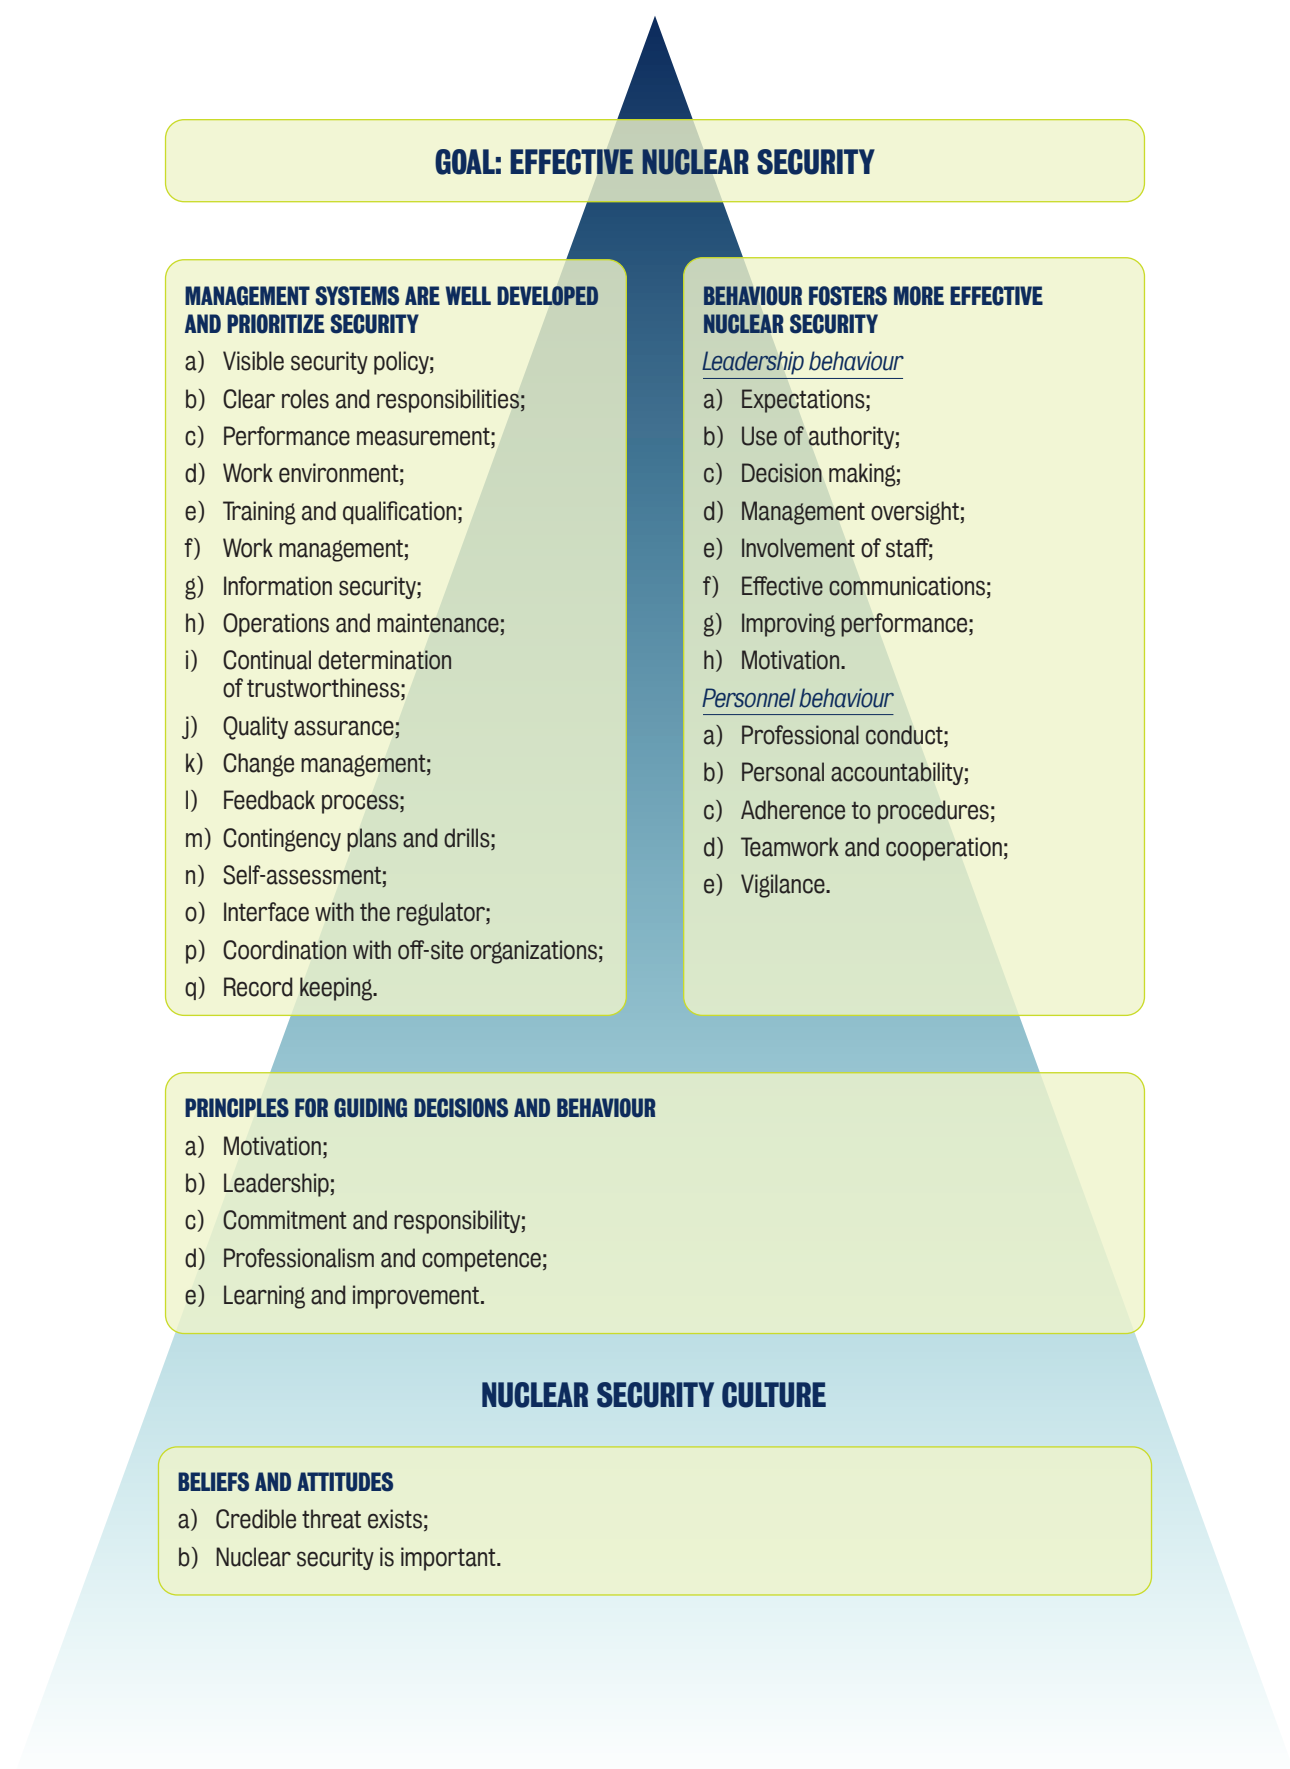 GOAL: EFFECTIVE NUCLEAR SECURITY
MANAGEMENT SYSTEMS ARE WELL DEVELOPED
AND PRIORITIZE SECURITY
a) Visible security policy;
b) Clear roles and responsibilities;
c) Performance measurement;
d) Work environment;
e) Training and qualification;
f) Work management;
g) Information security;
h) Operations and maintenance;
i) Continual determination
of trustworthiness;
j) Quality assurance;
k) Change management;
l) Feedback process;
m) Contingency plans and drills;
n) Self-assessment;
o) Interface with the regulator;
p) Coordination with off-site organizations;
q) Record keeping.
BEHAVIOUR FOSTERS MORE EFFECTIVE
NUCLEAR SECURITY
Leadership behaviour
a) Expectations;
b) Use of authority;
c) Decision making;
d) Management oversight;
e) Involvement of staff;
f) Effective communications;
g) Improving performance;
h) Motivation.
Personnel behaviour
a) Professional conduct;
b) Personal accountability;
c) Adherence to procedures;
d) Teamwork and cooperation;
e) Vigilance.
PRINCIPLES FOR GUIDING DECISIONS AND BEHAVIOUR
a) Motivation;
b) Leadership;
c) Commitment and responsibility;
d) Professionalism and competence;
e) Learning and improvement.
NUCLEAR SECURITY CULTURE
BELIEFS AND ATTITUDES
a) Credible threat exists;
b) Nuclear security is important.